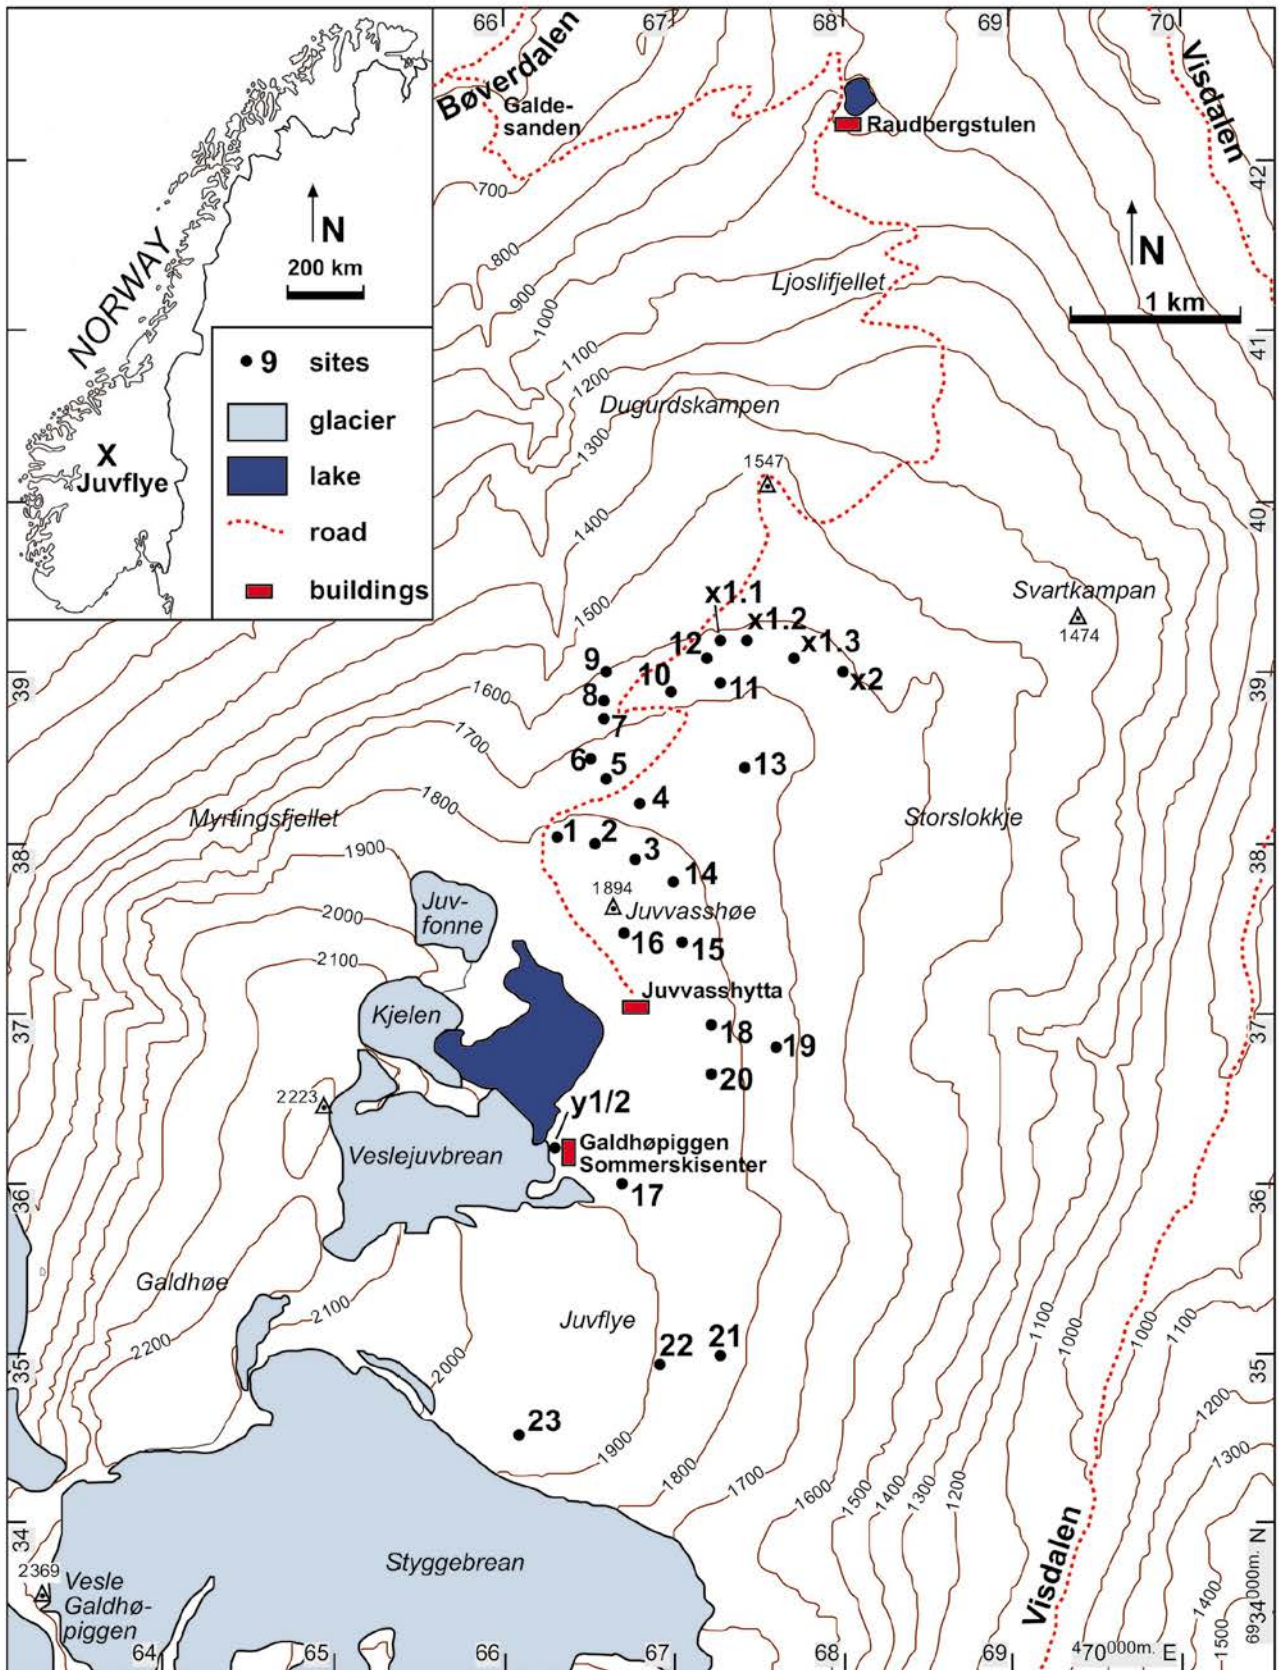 66
67
68
69
70
Bøverdalen
Galde-
sanden
Visdalen
Raudbergstulen
42
700
N
200 km
NORWAY
X
Juvflye
800
900
1000
N
Ljoslifjellet
1 km
41
9 sites
glacier
lake
road
buildings
1100
1200
Dugurdskampen
1300
1547
1400
40
1500
x1.1
x1.2
x1.3
x2
Svartkampan
1474
12
9
10
11
8
7
39
39
1600
1700
6
5
13
4
1800
Myrtingsfjellet
Storslokkje
1
2
3
38
38
1900
14
1894
Juvvasshøe
Juv-
fonne
2000
16
15
2100
Juvvasshytta
Kjelen
37
37
18
19
20
2223
y1/2
Galdhøpiggen
Sommerskisenter
Veslejuvbrean
17
36
36
Galdhøe
2100
2200
Juvflye
1100
1000
1000
1100
22
21
35
35
2000
23
1200
1900
1800
1700
1600
1500
1400
1300
1200
1300
34
Styggebrean
Visdalen
2369
Vesle
Galdhø-
piggen
1400
1500
6934000m. N
64
65
66
67
68
69
470000m. E